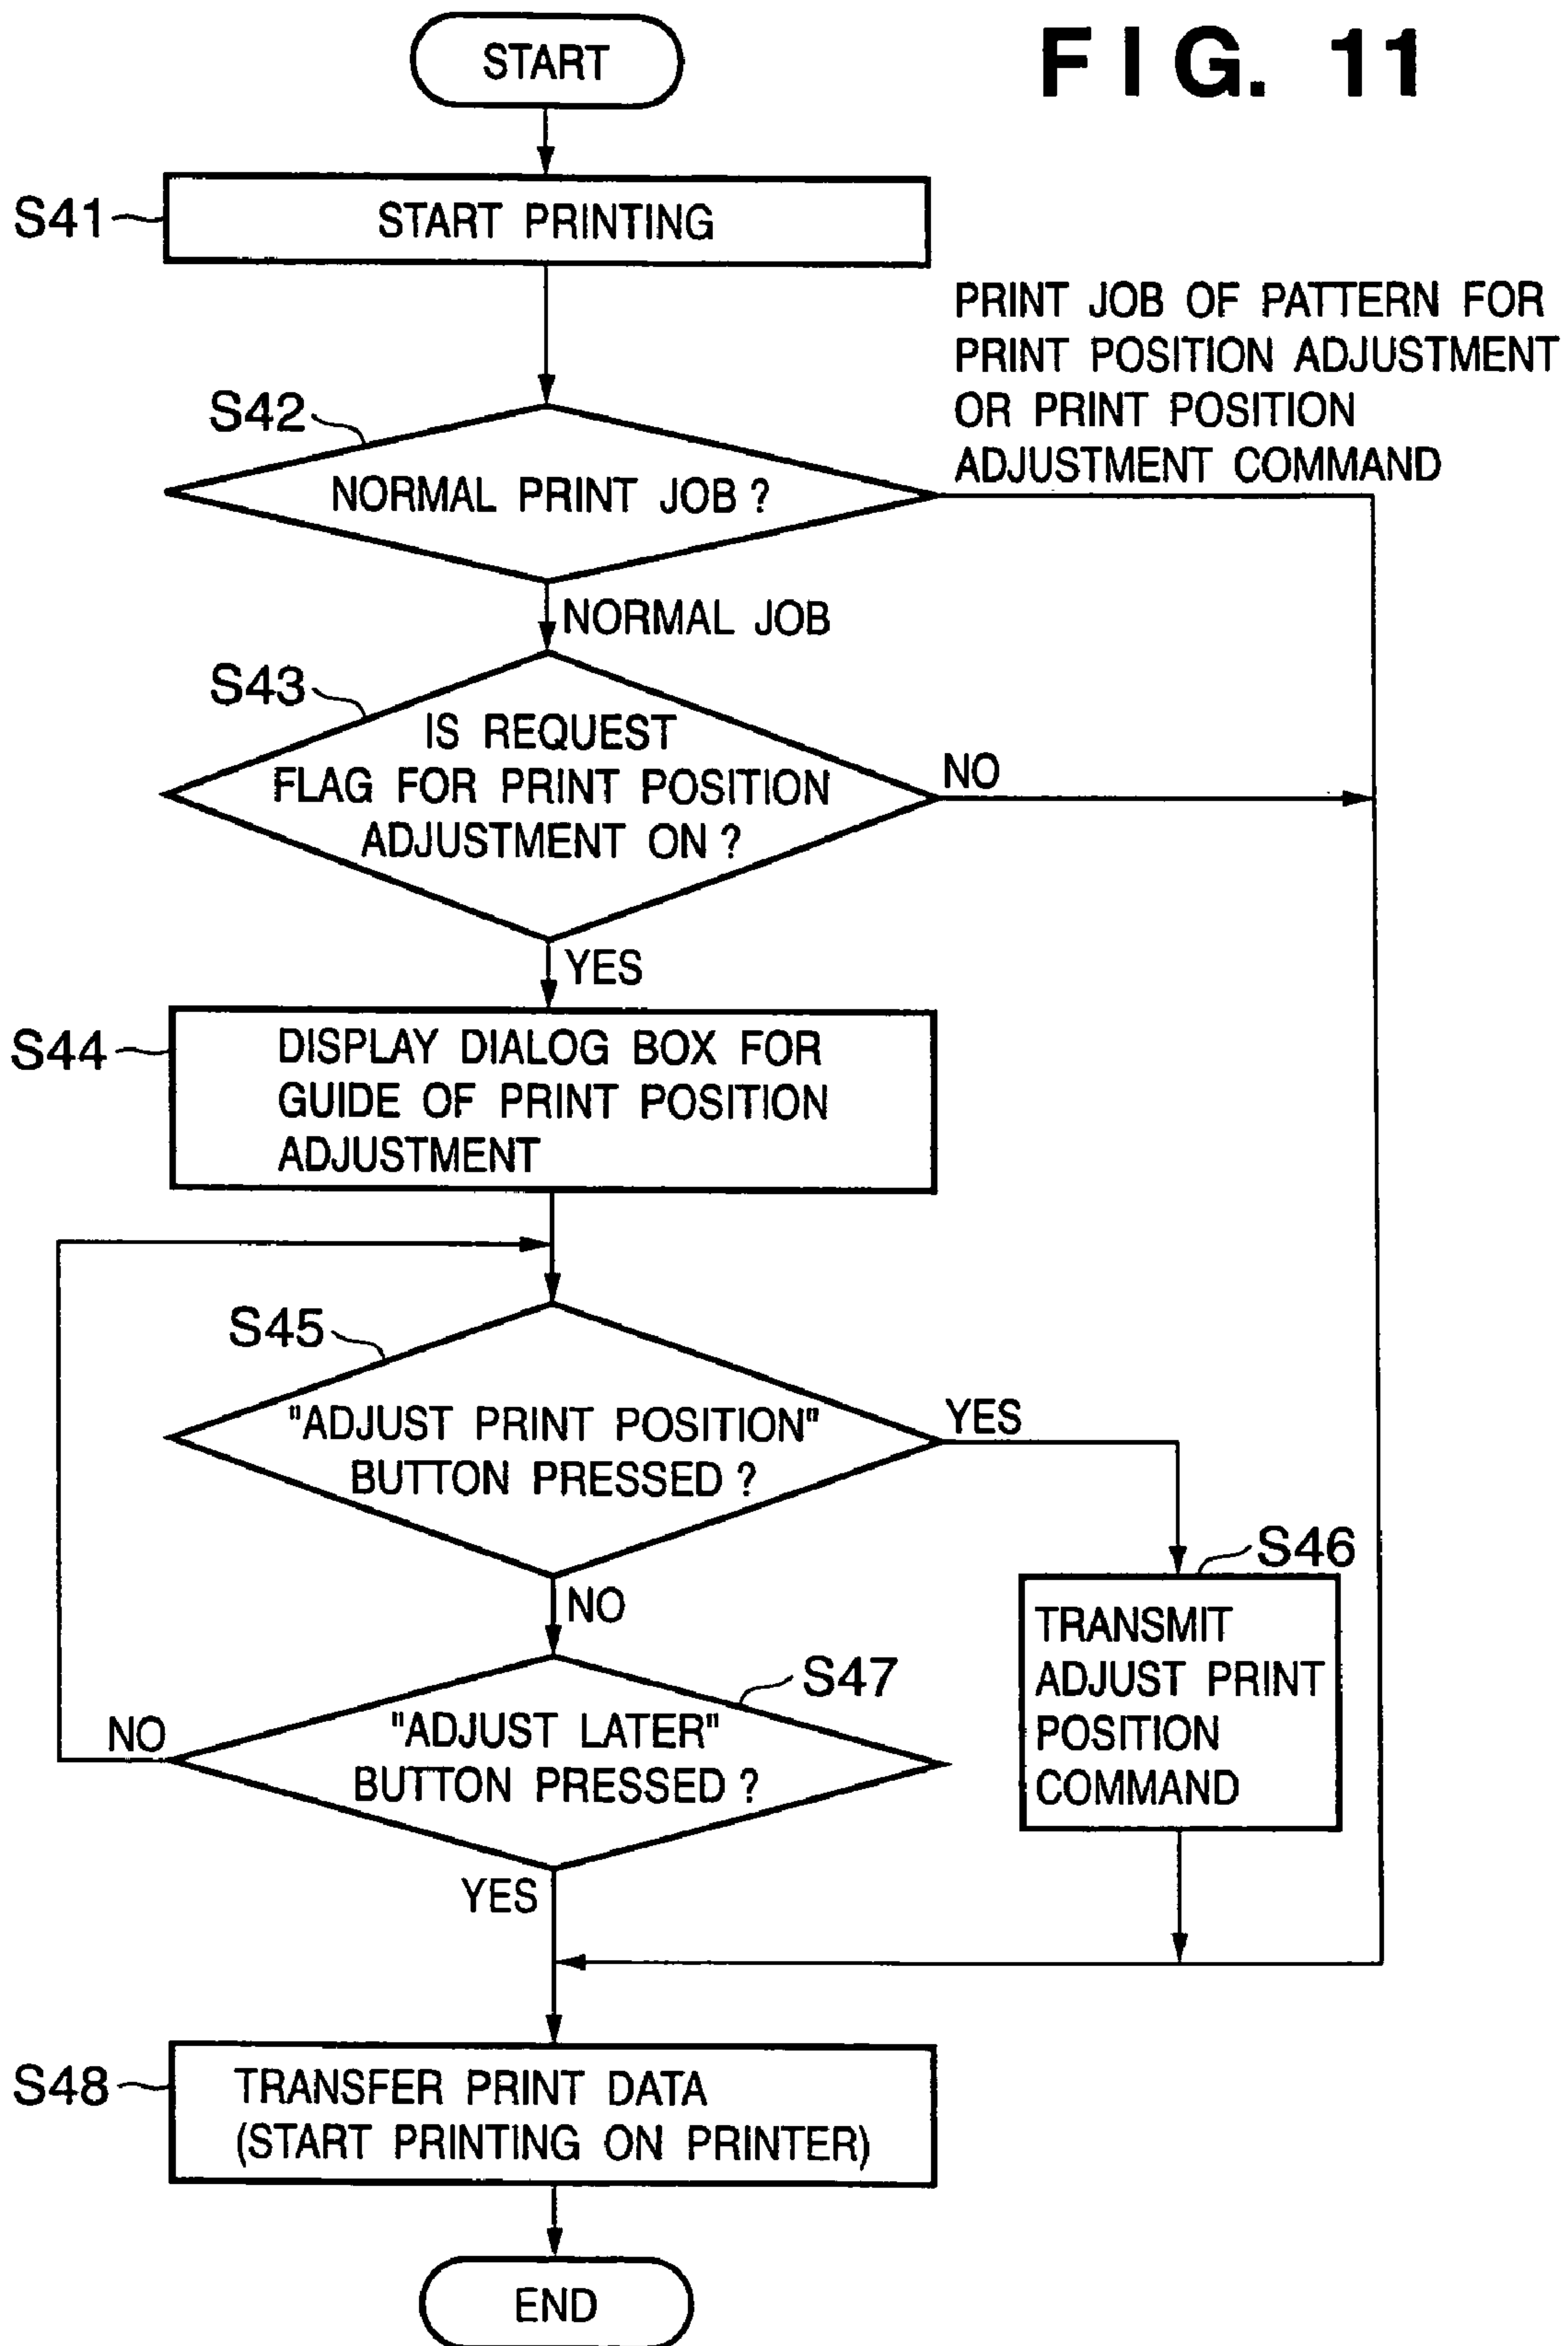 START
FIG. 11
S41
START PRINTING
PRINT JOB OF PATTERN FOR
PRINT POSITION ADJUSTMENT
OR PRINT POSITION
ADJUSTMENT COMMAND
S42
NORMAL PRINT JOB ?
NORMAL JOB
S43
IS REQUEST
FLAG FOR PRINT POSITION
ADJUSTMENT ON ?
NO
YES
S44
DISPLAY DIALOG BOX FOR
GUIDE OF PRINT POSITION
ADJUSTMENT
S45
"ADJUST PRINT POSITION"
BUTTON PRESSED ?
YES
NO
S46
TRANSMIT
ADJUST PRINT
POSITION
COMMAND
S47
"ADJUST LATER"
BUTTON PRESSED ?
NO
YES
S48
TRANSFER PRINT DATA
(START PRINTING ON PRINTER)
END